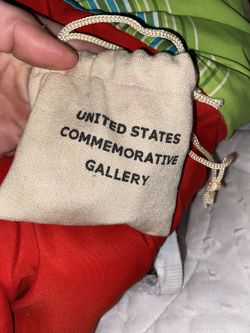 UNITED STATES
COMMEMORATIVE
GALLERY